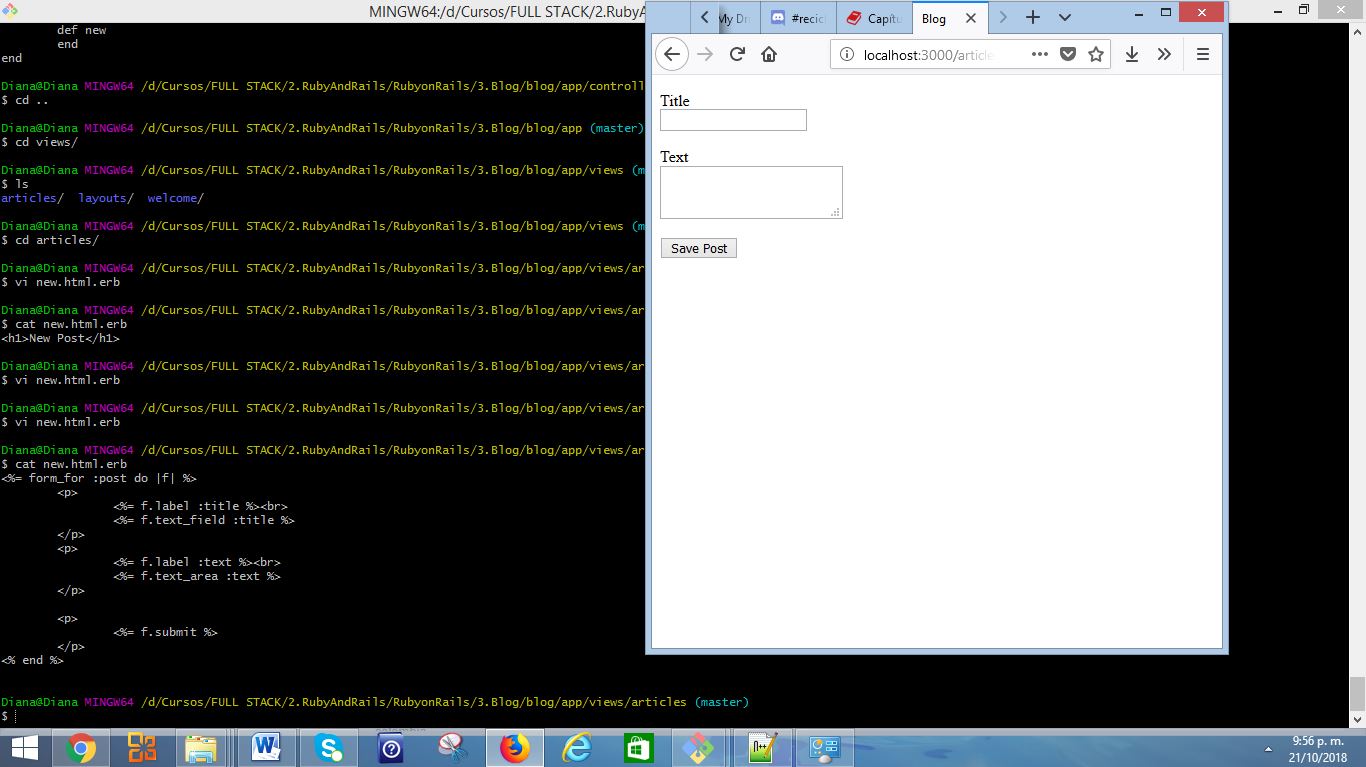 MINGW64:/d/Cursos/FULL STACK/2.RubyA
def new
end
end
Diana@Diana MINGW64 /d/Cursos/FULL STACK/2.RubyAndRails/RubyonRails/3.Blog/blog/app/controll
$ cd ..
Diana@Diana MINGW64 /d/Cursos/FULL STACK/2.RubyAndRails/RubyonRails/3.Blog/blog/app (master)
$ cd views/
Diana@Diana MINGW64 /d/Cursos/FULL STACK/2.RubyAndRails/RubyonRails/3.Blog/blog/app/views (m
$ ls
articles/ layouts/ welcome/
Diana@Diana MINGW64 /d/Cursos/FULL STACK/2.RubyAndRails/RubyonRails/3.Blog/blog/app/views (m
$ cd articles/
Diana@Diana MINGW64 /d/Cursos/FULL STACK/2.RubyAndRails/RubyonRails/3.Blog/blog/app/views/ar
$ vi new.html.erb
Diana@Diana MINGW64 /d/Cursos/FULL STACK/2.RubyAndRails/RubyonRails/3.Blog/blog/app/views/ar
$ cat new.html.erb
<h1>New Post</h1>
Diana@Diana MINGW64 /d/Cursos/FULL STACK/2.RubyAndRails/RubyonRails/3.Blog/blog/app/views/ar
$ vi new.html.erb
Diana@Diana MINGW64 /d/Cursos/FULL STACK/2.RubyAndRails/RubyonRails/3.Blog/blog/app/views/ar
$ vi new.html.erb
Diana@Diana MINGW64 /d/Cursos/FULL STACK/2.RubyAndRails/RubyonRails/3.Blog/blog/app/views/ar
$ cat new.html.erb
<%= form_for :post do |f| %>
<p>
<%= f.label :title %><br>
<%= f.text_field :title %>
</p>
<p>
<%= f.label :text %><br>
<%= f.text_area :text %>
</p>
<p>
<%= f.submit %>
</p>
<% end %>
Diana@Diana MINGW64 /d/Cursos/FULL STACK/2.RubyAndRails/RubyonRails/3.Blog/blog/app/views/articles (master)
$
My Dr #recicl Capítu Blog
localhost:3000/article
Title
Text
Save Post
9:56 p. m.
21/10/2018